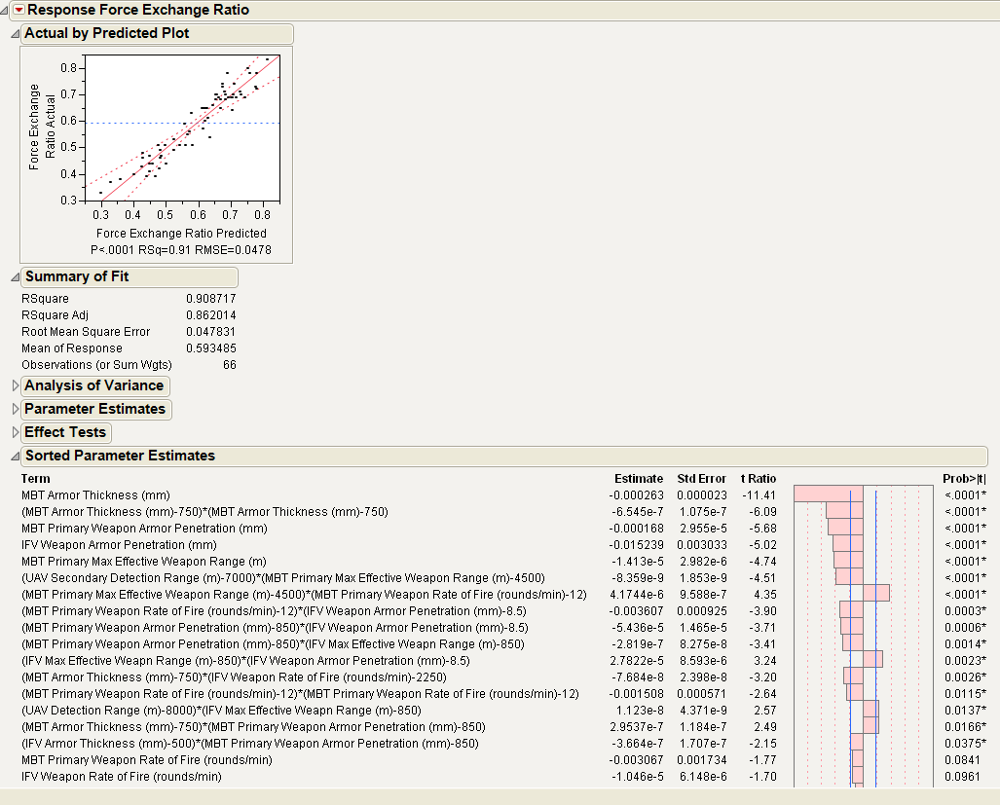 Response Force Exchange Ratio
Actual by Predicted Plot
Force Exchange
Ratio Actual
0.8
0.7
0.6
0.5
0.4
0.3
0.3 0.4 0.5 0.6 0.7 0.8
Force Exchange Ratio Predicted
P<.0001 RSq=0.91 RMSE=0.0478
Summary of Fit
RSquare 0.908717
RSquare Adj 0.862014
Root Mean Square Error 0.047831
Mean of Response 0.593485
Observations (or Sum Wgts) 66
Analysis of Variance
Parameter Estimates
Effect Tests
Sorted Parameter Estimates
Term Estimate Std Error t Ratio Prob>|t|
MBT Armor Thickness (mm) -0.000263 0.000023 -11.41 <.0001*
(MBT Armor Thickness (mm)-750)*(MBT Armor Thickness (mm)-750) -6.545e-7 1.075e-7 -6.09 <.0001*
MBT Primary Weapon Armor Penetration (mm) -0.000168 2.955e-5 -5.68 <.0001*
IFV Weapon Armor Penetration (mm) -0.015239 0.003033 -5.02 <.0001*
MBT Primary Max Effective Weapon Range (m) -1.413e-5 2.982e-6 -4.74 <.0001*
(UAV Secondary Detection Range (m)-7000)*(MBT Primary Max Effective Weapon Range (m)-4500) -8.359e-9 1.853e-9 -4.51 <.0001*
(MBT Primary Max Effective Weapon Range (m)-4500)*(MBT Primary Weapon Rate of Fire (rounds/min)-12) 4.1744e-6 9.588e-7 4.35 <.0001*
(MBT Primary Weapon Rate of Fire (rounds/min)-12)*(IFV Weapon Armor Penetration (mm)-8.5) -0.003607 0.000925 -3.90 0.0003*
(MBT Primary Weapon Armor Penetration (mm)-850)*(IFV Weapon Armor Penetration (mm)-8.5) -5.436e-5 1.465e-5 -3.71 0.0006*
(MBT Primary Weapon Armor Penetration (mm)-850)*(IFV Max Effective Weapn Range (m)-850) -2.819e-7 8.275e-8 -3.41 0.0014*
(IFV Max Effective Weapn Range (m)-850)*(IFV Weapon Armor Penetration (mm)-8.5) 2.7822e-5 8.593e-6 3.24 0.0023*
(MBT Armor Thickness (mm)-750)*(IFV Weapon Rate of Fire (rounds/min)-2250) -7.684e-8 2.398e-8 -3.20 0.0026*
(MBT Primary Weapon Rate of Fire (rounds/min)-12)*(MBT Primary Weapon Rate of Fire (rounds/min)-12) -0.001508 0.000571 -2.64 0.0115*
(UAV Detection Range (m)-8000)*(IFV Max Effective Weapn Range (m)-850) 1.123e-8 4.371e-9 2.57 0.0137*
(MBT Armor Thickness (mm)-750)*(MBT Primary Weapon Armor Penetration (mm)-850) 2.9537e-7 1.184e-7 2.49 0.0166*
(IFV Armor Thickness (mm)-500)*(MBT Primary Weapon Armor Penetration (mm)-850) -3.664e-7 1.707e-7 -2.15 0.0375*
MBT Primary Weapon Rate of Fire (rounds/min) -0.003067 0.001734 -1.77 0.0841
IFV Weapon Rate of Fire (rounds/min) -1.046e-5 6.148e-6 -1.70 0.0961